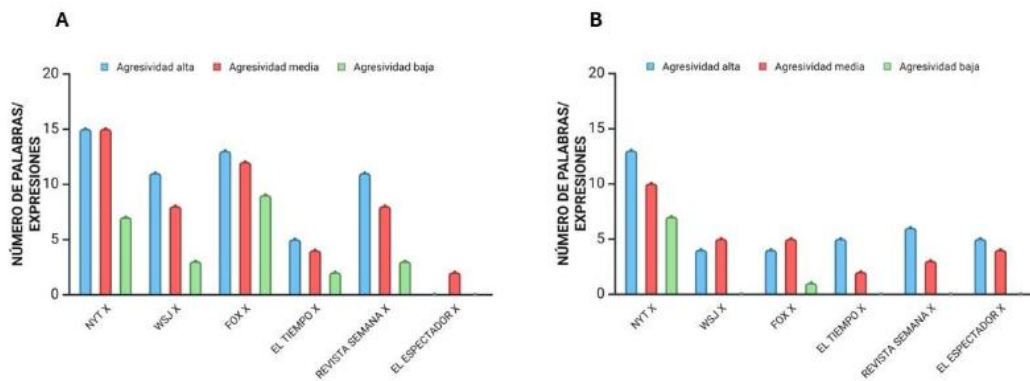 A
Agresividad alta Agresividad media Agresividad baja
NÚMERO DE PALABRAS/
EXPRESIONES
20
15
10
5
0
NYT X
WSJ X
FOX X
EL TIEMPO X
REVISTA SEMANA X
EL ESPECTADOR X
B
Agresividad alta Agresividad media Agresividad baja
NÚMERO DE PALABRAS/
EXPRESIONES
20
15
10
5
0
NYT X
WSJ X
FOX X
EL TIEMPO X
REVISTA SEMANA X
EL ESPECTADOR X